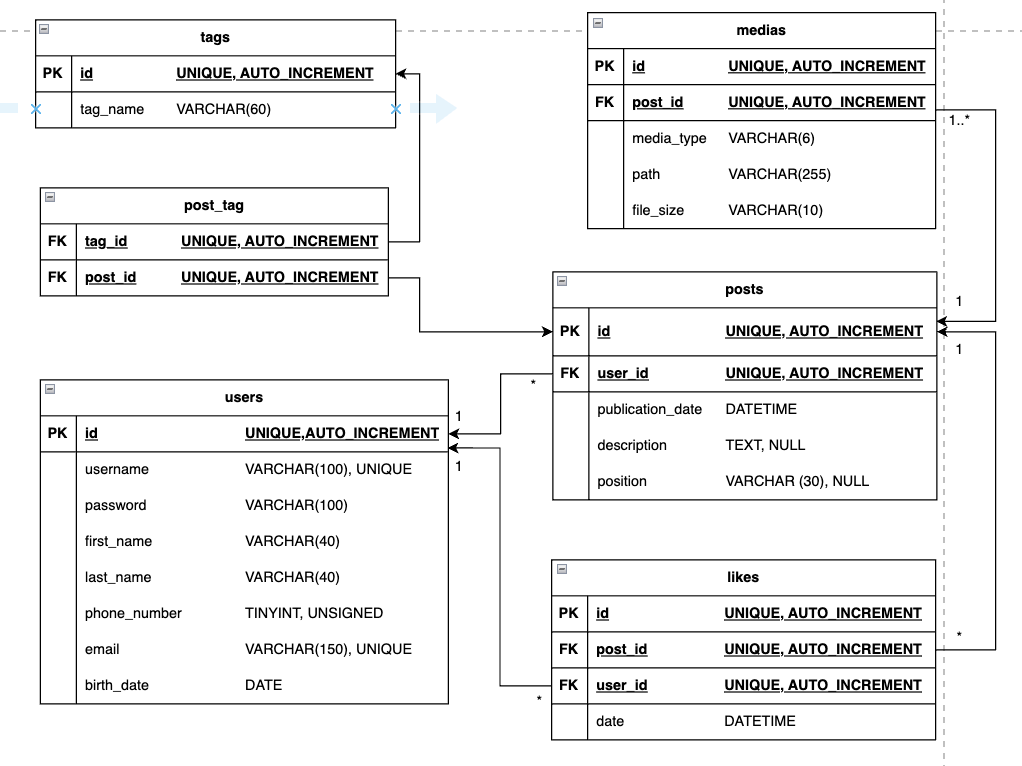 tags
PK id UNIQUE, AUTO_INCREMENT
tag_name VARCHAR(60)
medias
PK id UNIQUE, AUTO_INCREMENT
FK post_id UNIQUE, AUTO_INCREMENT
1..*
media_type VARCHAR(6)
path VARCHAR(255)
file_size VARCHAR(10)
post_tag
FK tag_id UNIQUE, AUTO_INCREMENT
FK post_id UNIQUE, AUTO_INCREMENT
posts
1
PK id UNIQUE, AUTO_INCREMENT
1
FK user_id UNIQUE, AUTO_INCREMENT
*
publication_date DATETIME
description TEXT, NULL
position VARCHAR (30), NULL
users
1
PK id UNIQUE,AUTO_INCREMENT
1
username VARCHAR(100), UNIQUE
password VARCHAR(100)
first_name VARCHAR(40)
last_name VARCHAR(40)
phone_number TINYINT, UNSIGNED
email VARCHAR(150), UNIQUE
birth_date DATE
likes
PK id UNIQUE, AUTO_INCREMENT
*
FK post_id UNIQUE, AUTO_INCREMENT
FK user_id UNIQUE, AUTO_INCREMENT
*
date DATETIME